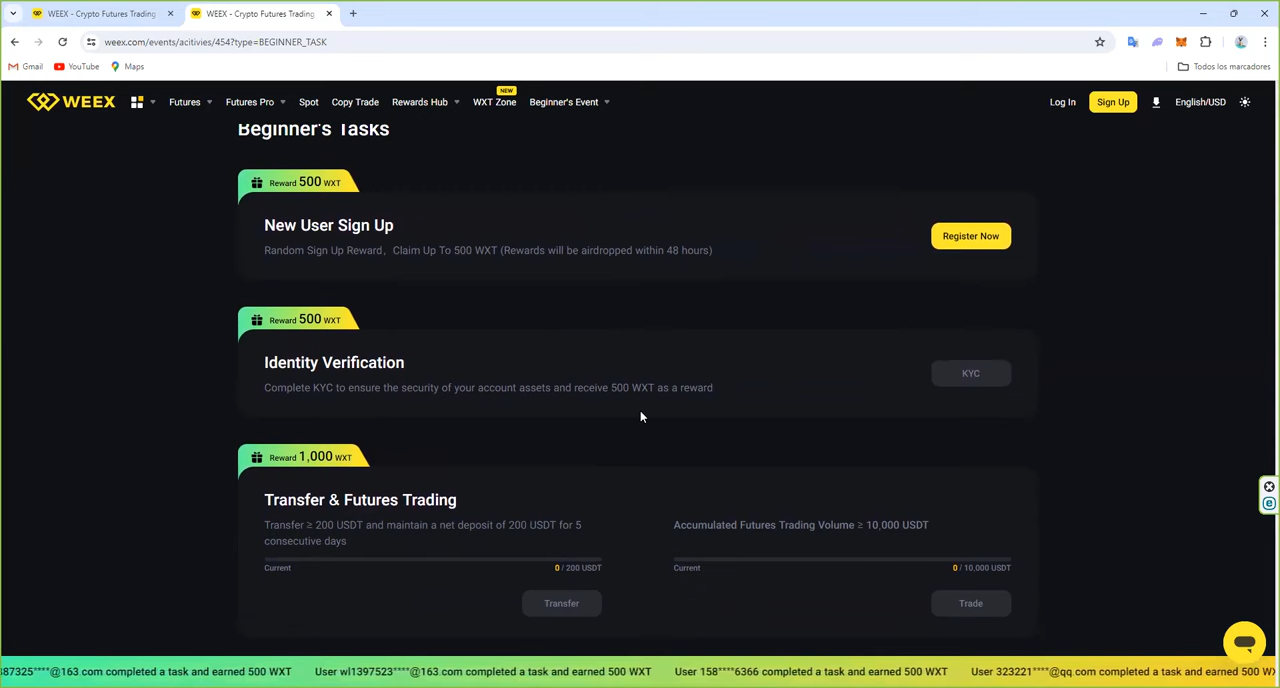 WEEX - Crypto Futures Trading
WEEX - Crypto Futures Trading
weex.com/events/acitivies/454?type=BEGINNER_TASK
Gmail YouTube Maps Todos los marcadores
WEEX Futures Futures Pro Spot Copy Trade Rewards Hub WXT Zone NEW Beginner's Event Log In Sign Up English/USD
Beginner's Tasks
Reward 500 WXT
New User Sign Up
Random Sign Up Reward, Claim Up To 500 WXT (Rewards will be airdropped within 48 hours)
Register Now
Reward 500 WXT
Identity Verification
Complete KYC to ensure the security of your account assets and receive 500 WXT as a reward
KYC
Reward 1,000 WXT
Transfer & Futures Trading
Transfer ≥ 200 USDT and maintain a net deposit of 200 USDT for 5
consecutive days
Current 0 / 200 USDT
Transfer
Accumulated Futures Trading Volume ≥ 10,000 USDT
Current 0 / 10,000 USDT
Trade
87325****@163.com completed a task and earned 500 WXT User wl1397523****@163.com completed a task and earned 500 WXT User 158****6366 completed a task and earned 500 WXT User 323221****@qq.com completed a task and earned 500